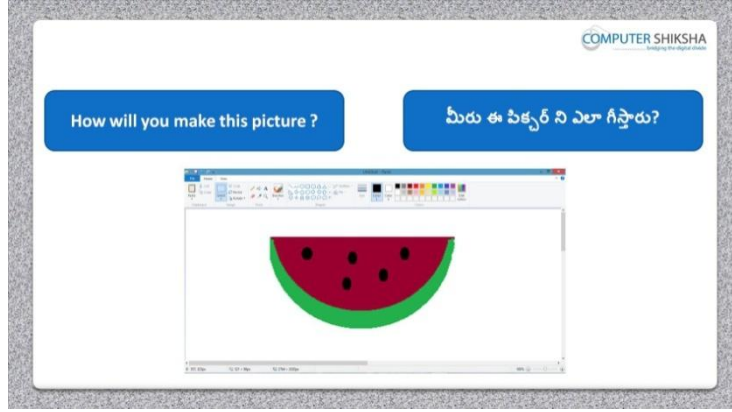 COMPUTER SHIKSHA
bridging the digital divide
How will you make this picture ?
మీరు ఈ పిక్చర్ ని ఎలా గీస్తారు?